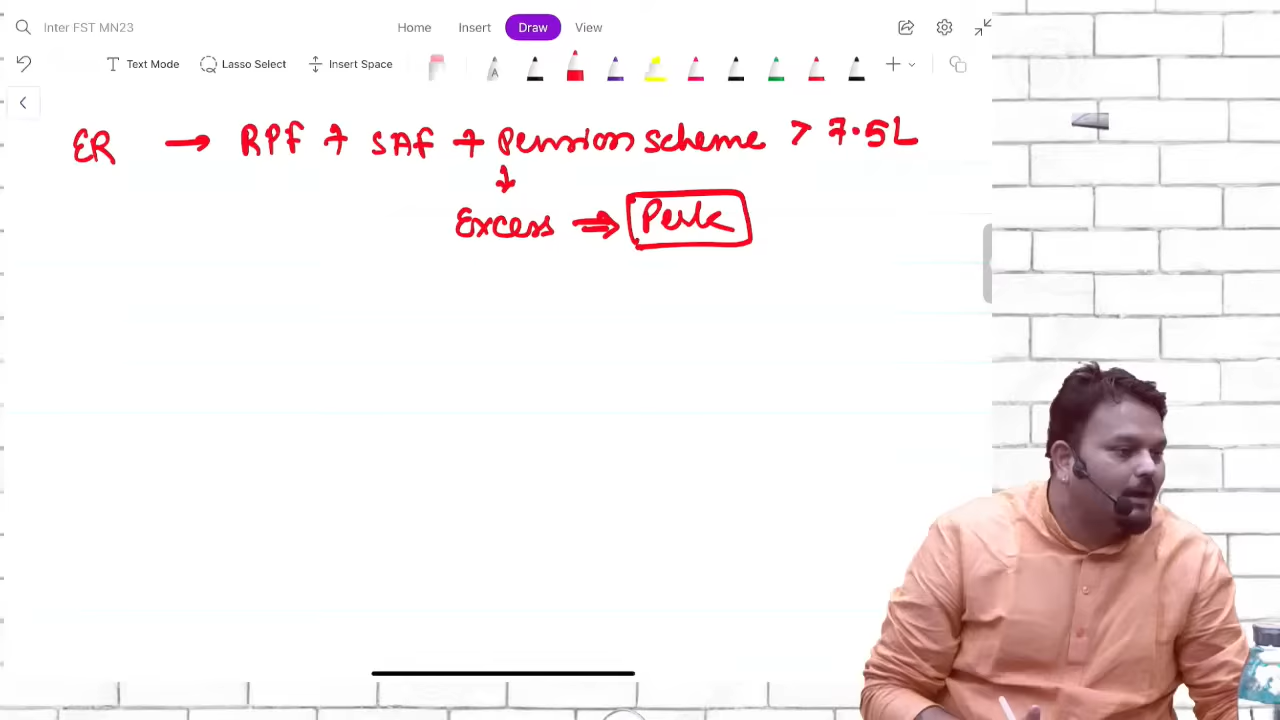 Inter FST MN23
Home Insert Draw View
Text Mode Lasso Select Insert Space A
ER → RPf + SAf + Pension scheme > 7.5L
↓
Excess ⇒ Perk